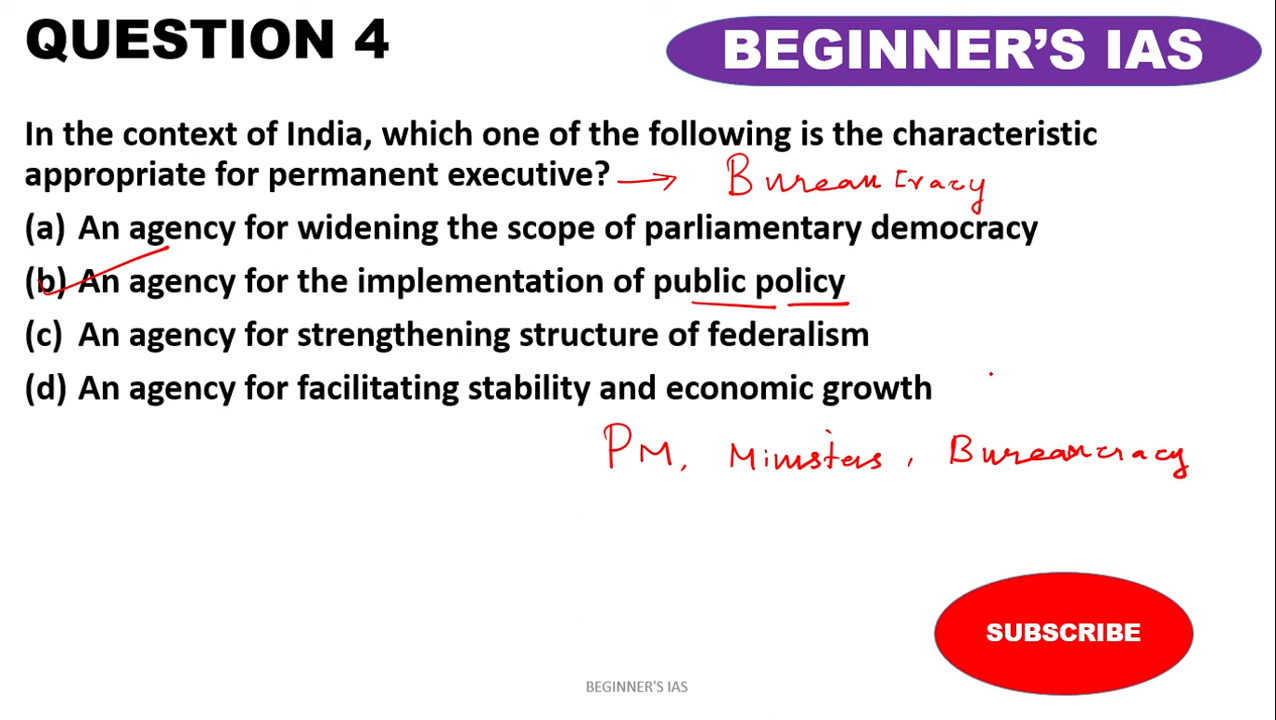 QUESTION 4
BEGINNER'S IAS
In the context of India, which one of the following is the characteristic
appropriate for permanent executive? → Bureaucracy
(a) An agency for widening the scope of parliamentary democracy
(b) An agency for the implementation of public policy
(c) An agency for strengthening structure of federalism
(d) An agency for facilitating stability and economic growth
PM, Ministers, Bureaucracy
SUBSCRIBE
BEGINNER'S IAS